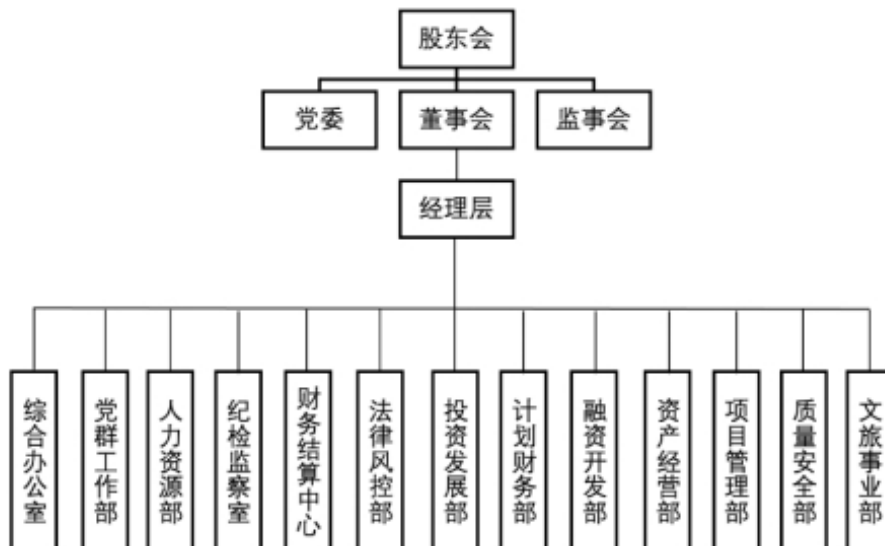 股东会
党委
董事会
监事会
经理层
综合办公室
党群工作部
人力资源部
纪检监察室
财务结算中心
法律风控部
投资发展部
计划财务部
融资开发部
资产经营部
项目管理部
质量安全部
文旅事业部